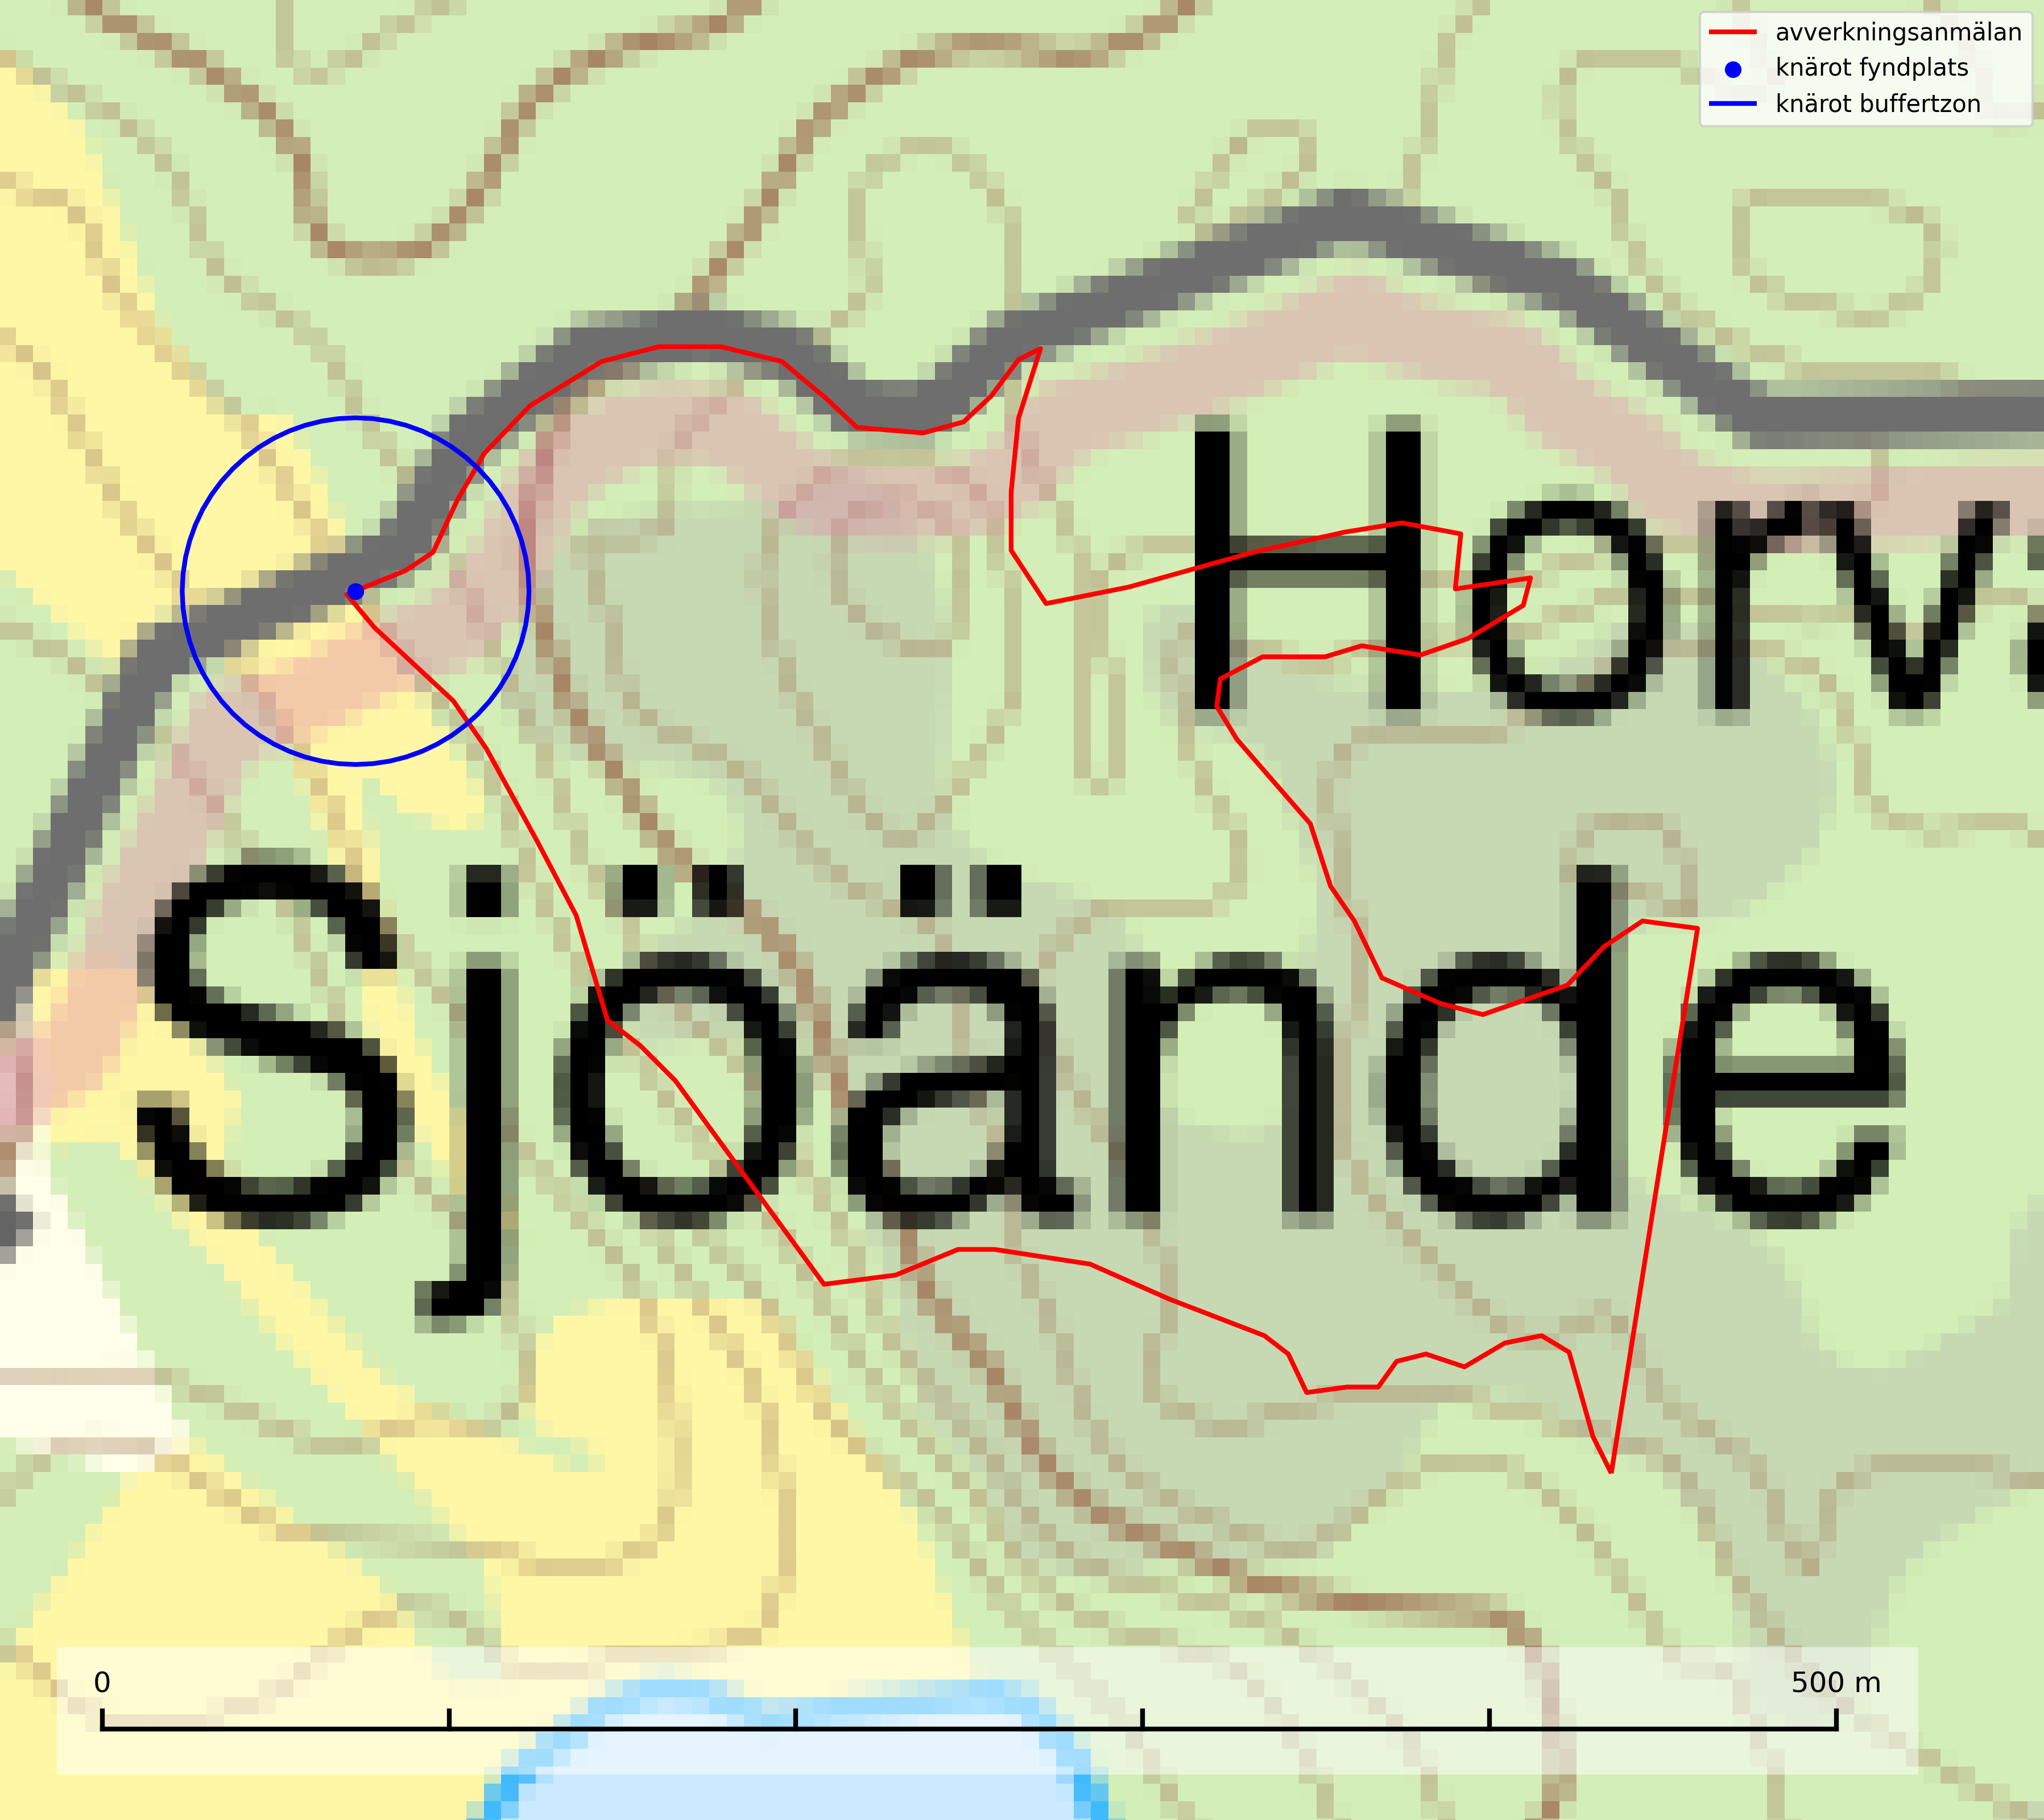 avverkningsanmälan
knärot fyndplats
knärot buffertzon
Horv
Sjöände
0 500 m